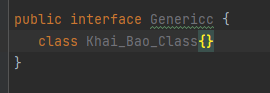 public interface Genericc {
class Khai_Bao_Class{}
}